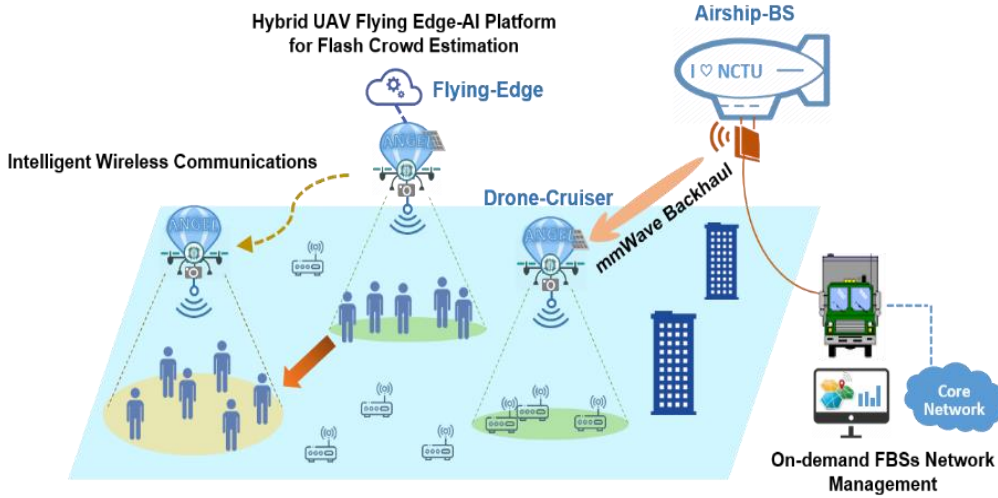 Hybrid UAV Flying Edge-AI Platform
for Flash Crowd Estimation
Airship-BS
I ♡ NCTU
Flying-Edge
ANGEL
Intelligent Wireless Communications
Drone-Cruiser
mmWave Backhaul
ANGEL
ANGEL
Core
Network
On-demand FBSs Network
Management